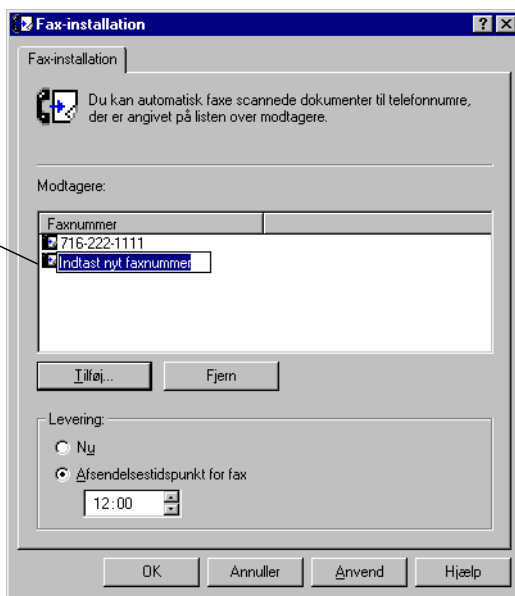 Fax-installation
Fax-installation
Du kan automatisk faxe scannede dokumenter til telefonnumre,
der er angivet på listen over modtagere.
Modtagere:
Faxnummer
716-222-1111
Indtast nyt faxnummer
Tilføj...
Fjern
Levering:
Nu
Afsendelsestidspunkt for fax
12:00
OK
Annuller
Anvend
Hjælp